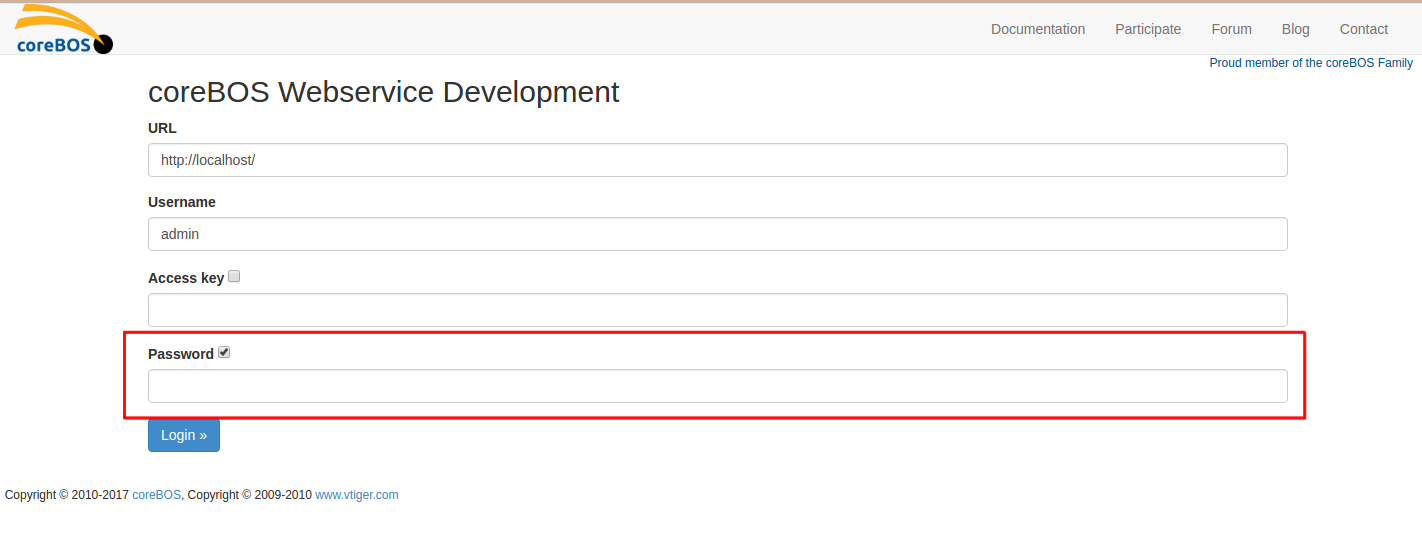 coreBOS
Documentation Participate Forum Blog Contact
Proud member of the coreBOS Family
coreBOS Webservice Development
URL
http://localhost/
Username
admin
Access key
Password
Login »
Copyright © 2010-2017 coreBOS, Copyright © 2009-2010 www.vtiger.com